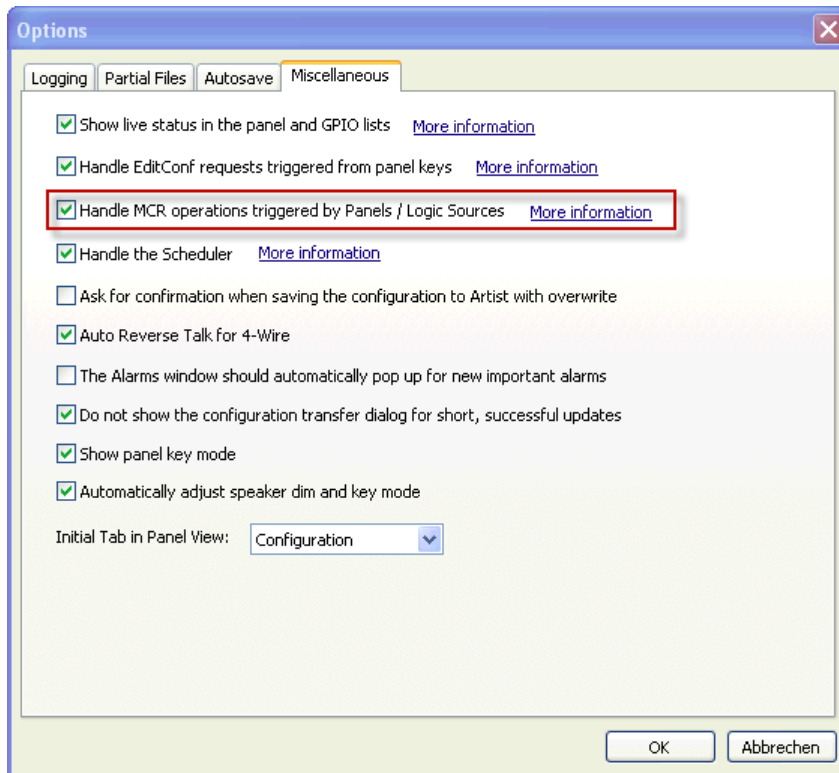 Options
Logging Partial Files Autosave Miscellaneous
Show live status in the panel and GPIO lists More information
Handle EditConf requests triggered from panel keys More information
Handle MCR operations triggered by Panels / Logic Sources More information
Handle the Scheduler More information
Ask for confirmation when saving the configuration to Artist with overwrite
Auto Reverse Talk for 4-Wire
The Alarms window should automatically pop up for new important alarms
Do not show the configuration transfer dialog for short, successful updates
Show panel key mode
Automatically adjust speaker dim and key mode
Initial Tab in Panel View: Configuration
OK Abbrechen